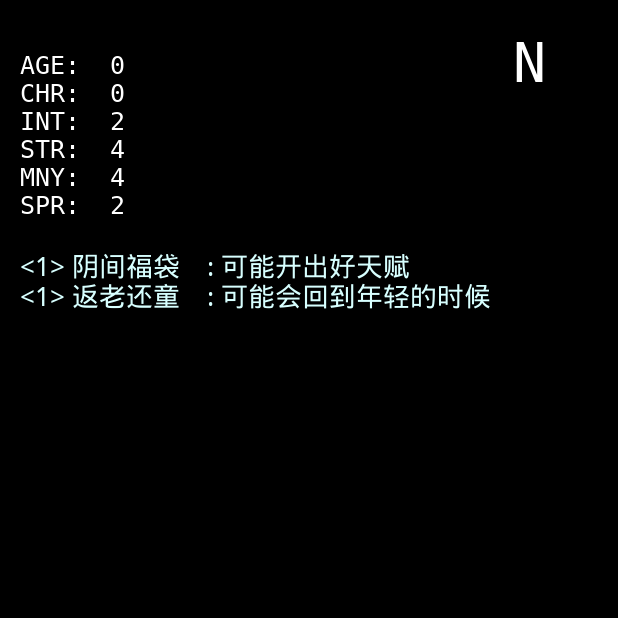 N
AGE: 0
CHR: 0
INT: 2
STR: 4
MNY: 4
SPR: 2
<1> 阴间福袋 : 可能开出好天赋
<1> 返老还童 : 可能会回到年轻的时候